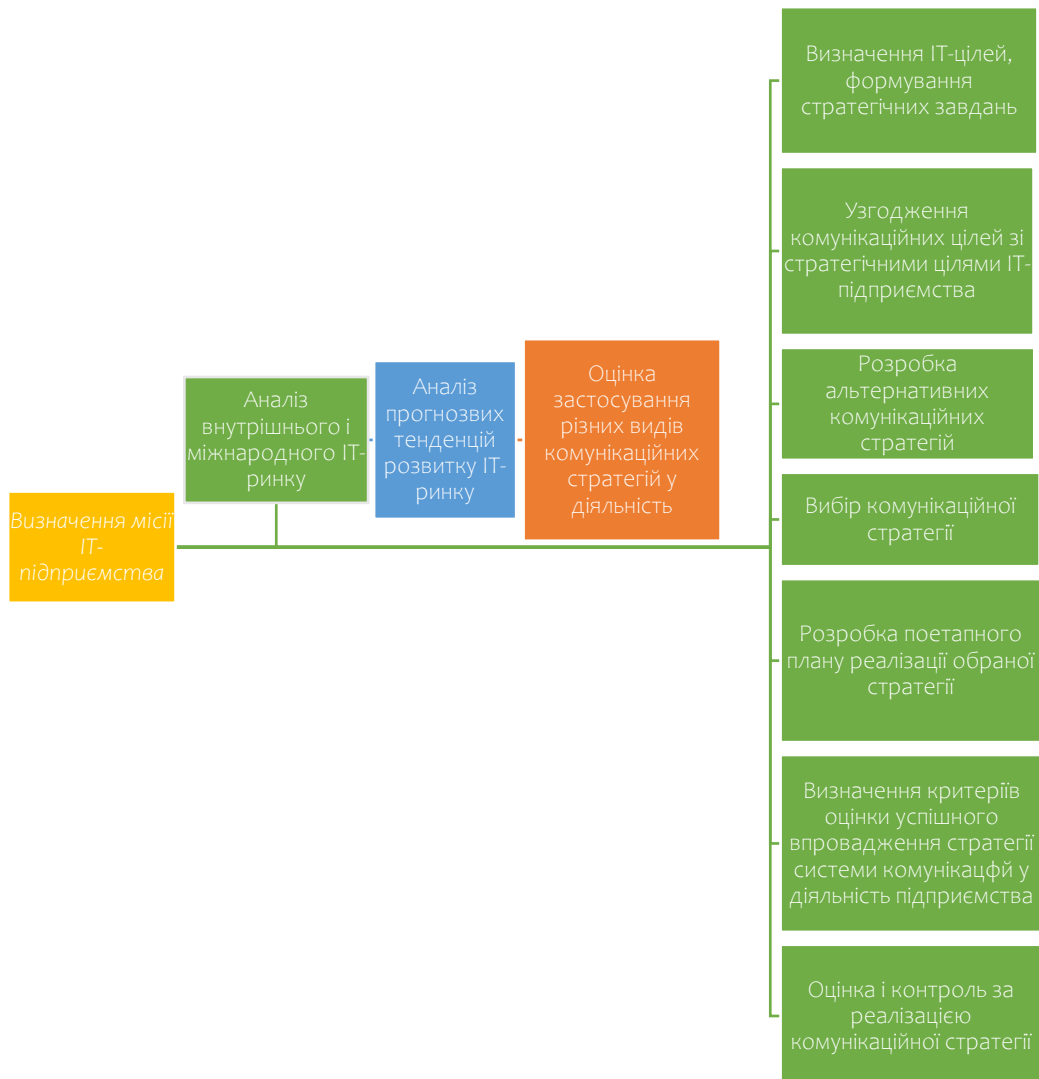 Визначення місії
ІТ-
підприємства
Аналіз
внутрішнього і
міжнародного ІТ-
ринку
Аналіз
прогнозвих
тенденцій
розвитку ІТ-
ринку
Оцінка
застосування
різних видів
комунікаційних
стратегій у
діяльність
Визначення ІТ-цілей,
формування
стратегічних завдань
Узгодження
комунікаційних цілей зі
стратегічними цілями ІТ-
підприємства
Розробка
альтернативних
комунікаційних
стратегій
Вибір комунікаційної
стратегії
Розробка поетапного
плану реалізації обраної
стратегії
Визначення критеріїв
оцінки успішного
впровадження стратегії
системи комунікацфй у
діяльність підприємства
Оцінка і контроль за
реалізацією
комунікаційної стратегії